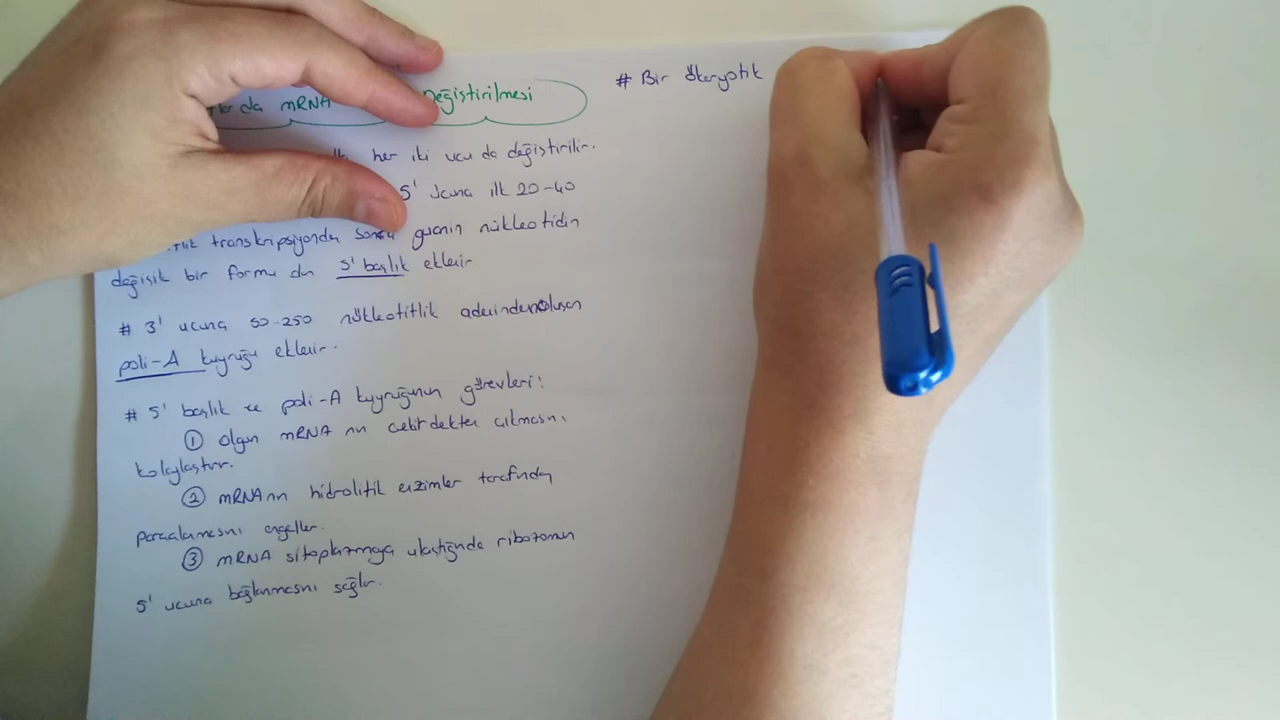 da mRNA Değiştirilmesi
her iki ucu da değiştirilir.
5' ucuna ilk 20-40
transkripsiyonda sonra guanin nükleotidin
değişik bir formu dn 5' başlık eklenir
# 3' ucuna 50-250 nükleotitlik adeninden oluşan
poli-A kuyruğu eklenir.
# 5' başlık ve poli-A kuyruğunun görevleri:
① Olgun mRNA nın çekirdekten çıkmasını
kolaylaştırır.
② mRNA nın hidrolitik enzimler tarafından
parçalanmasını engeller.
③ mRNA sitoplazmaya ulaştığında ribozomun
5' ucuna bağlanmasını sağlar.
# Bir ökaryotik